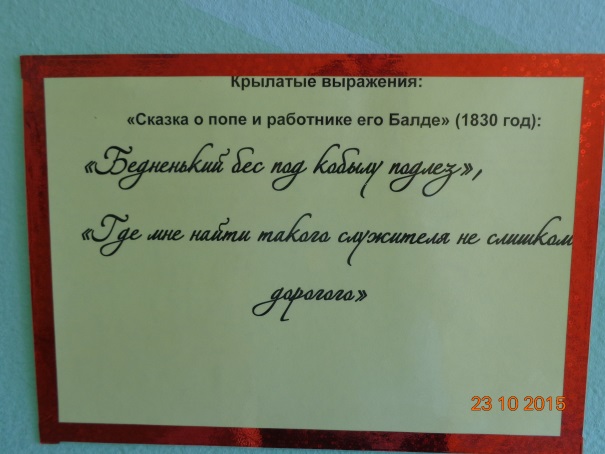 Крылатые выражения:
«Сказка о попе и работнике его Балде» (1830 год):
«Бедненький бес под кобылу подлез»,
«Где мне найти такого служителя не слишком
дорогого»
23 10 2015